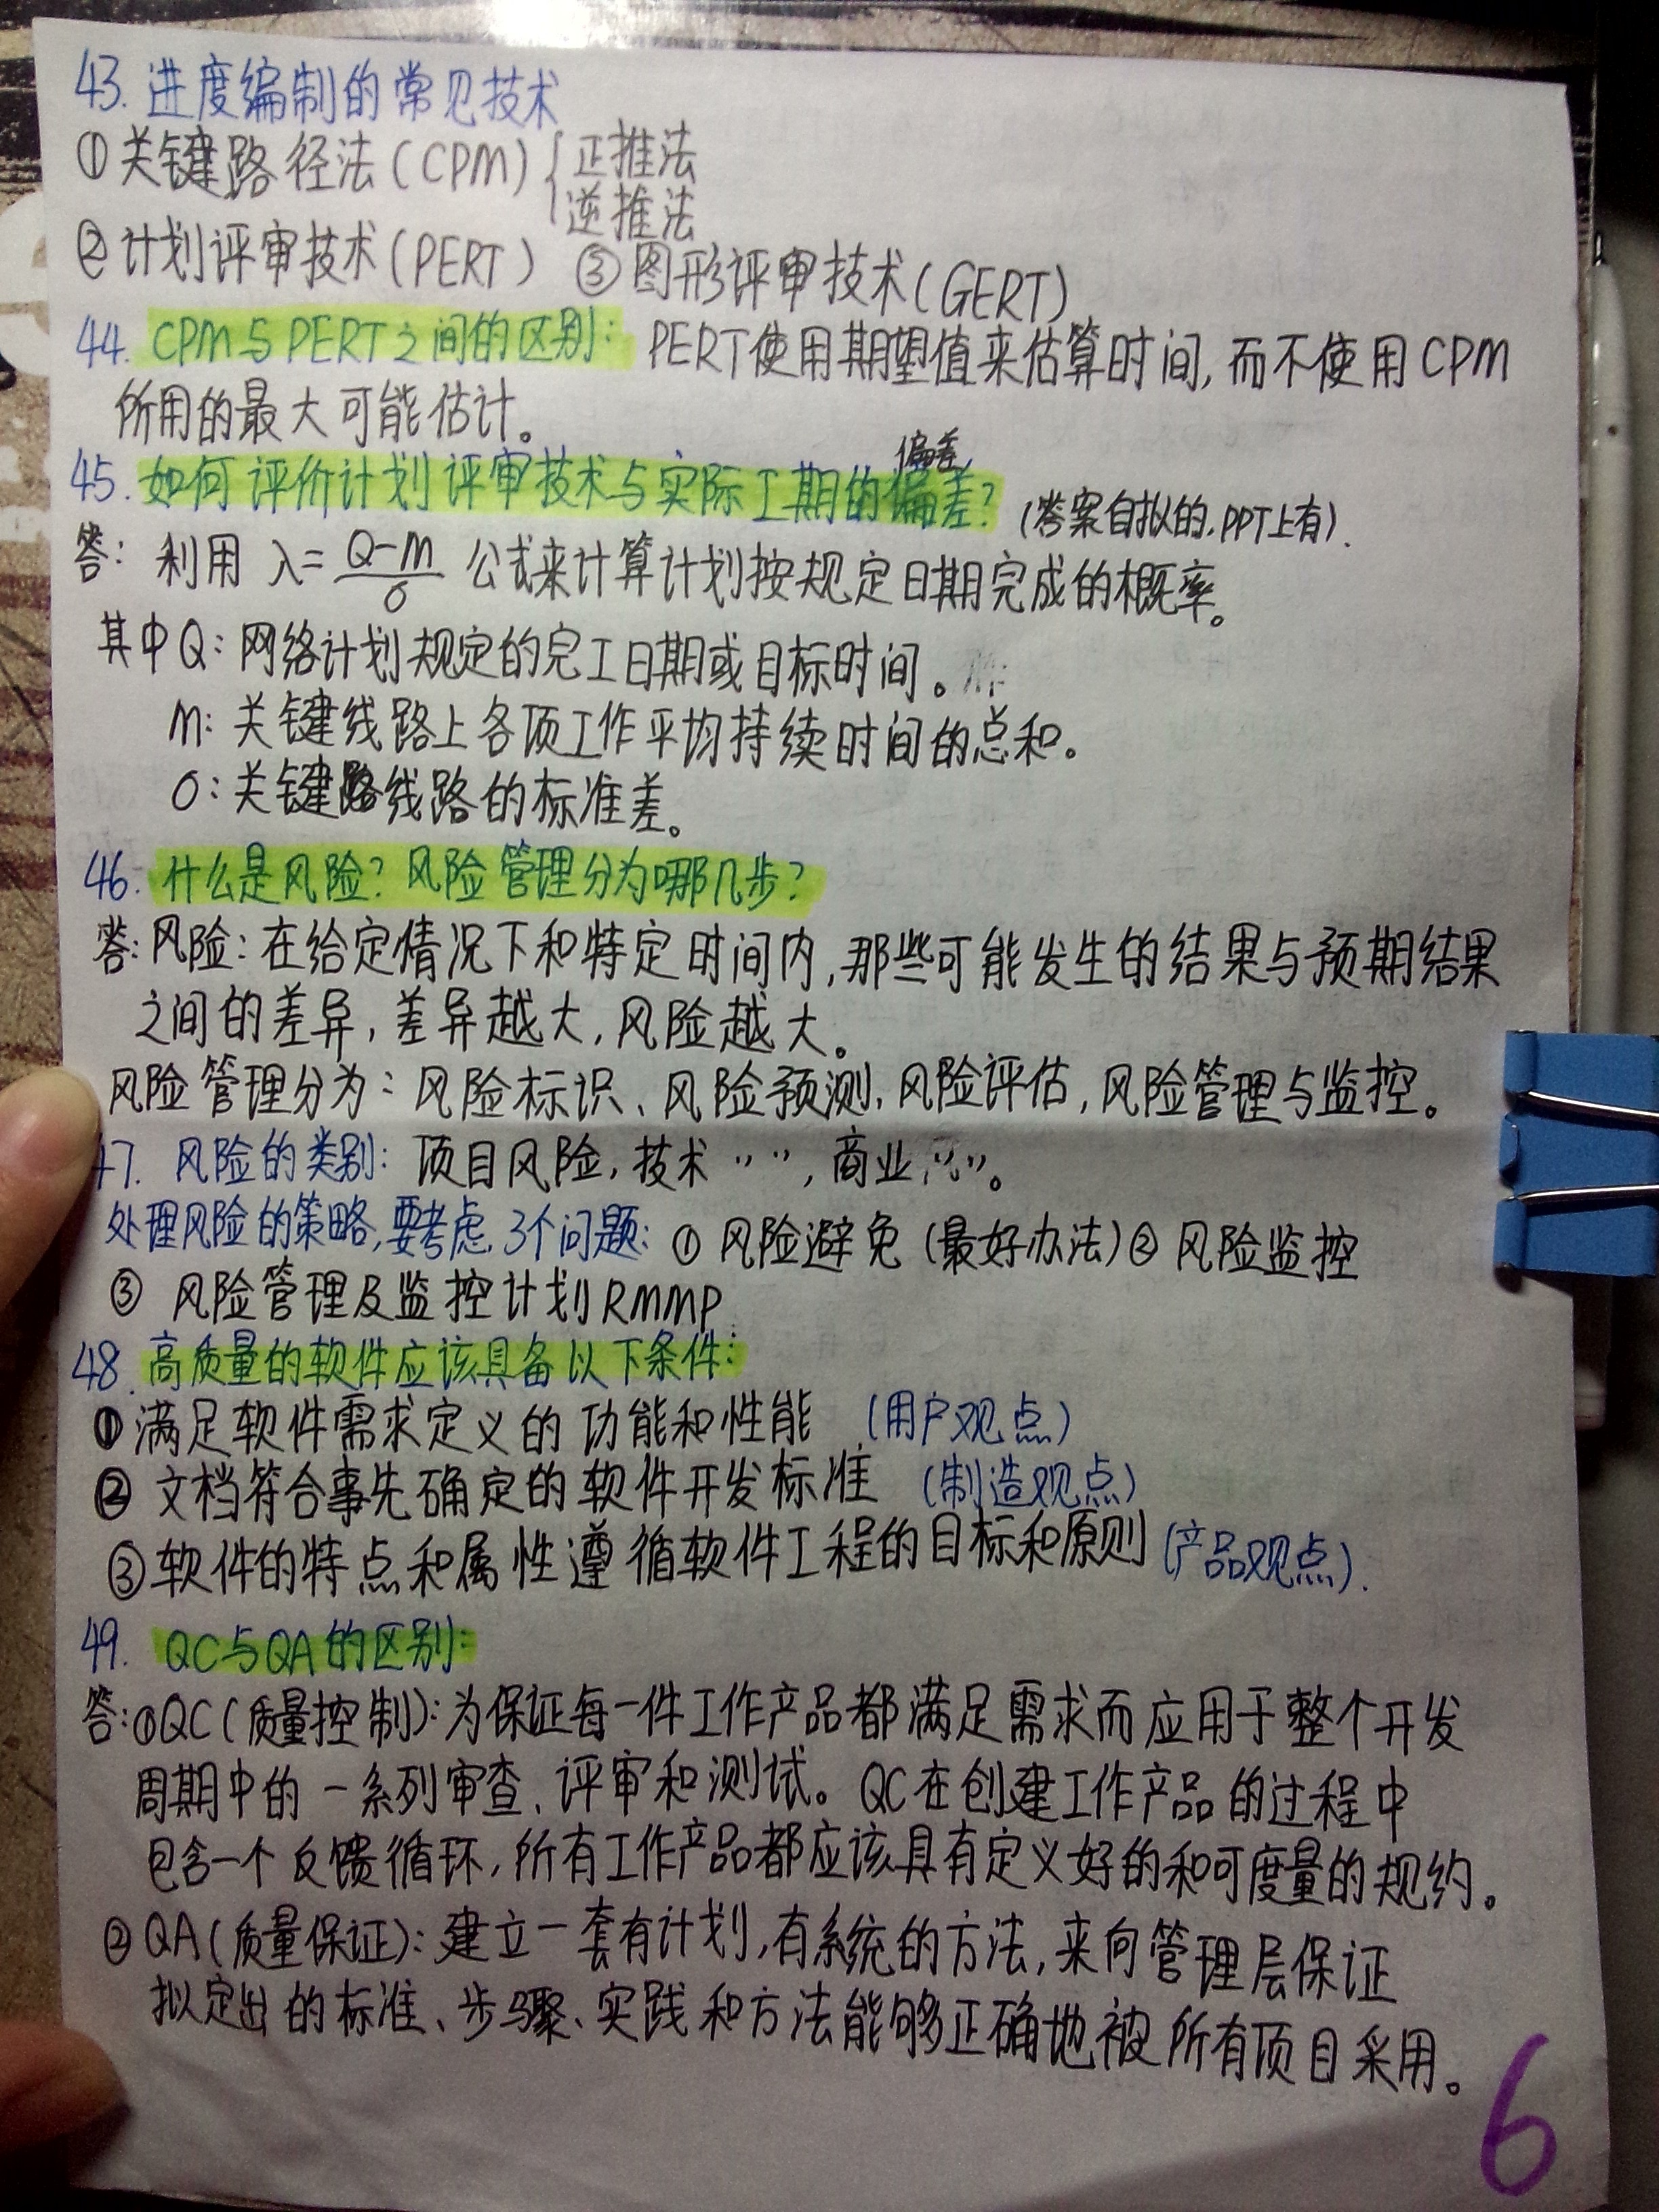 43. 进度编制的常见技术
①关键路径法(CPM){正推法
逆推法
②计划评审技术(PERT) ③图形评审技术(GERT)
44. CPM与PERT之间的区别: PERT使用期望值来估算时间,而不使用CPM
所用的最大可能估计。
偏差
45. 如何评价计划评审技术与实际工期的偏差? (答案自拟的,PPT上有).
答: 利用 λ=(Q-M)/σ 公式来计算计划按规定日期完成的概率。
其中Q: 网络计划规定的完工日期或目标时间。
M: 关键线路上各项工作平均持续时间的总和。
σ: 关键线路的标准差。
46. 什么是风险? 风险管理分为哪几步?
答: 风险: 在给定情况下和特定时间内,那些可能发生的结果与预期结果
之间的差异,差异越大,风险越大。
风险管理分为: 风险标识、风险预测,风险评估,风险管理与监控。
47. 风险的类别: 项目风险,技术〃〃,商业〃〃。
处理风险的策略,要考虑3个问题: ①风险避免(最好办法)②风险监控
③ 风险管理及监控计划RMMP
48. 高质量的软件应该具备以下条件:
①满足软件需求定义的功能和性能 (用户观点)
② 文档符合事先确定的软件开发标准 (制造观点)
③软件的特点和属性遵循软件工程的目标和原则(产品观点).
49. QC与QA的区别:
答:①QC(质量控制): 为保证每一件工作产品都满足需求而应用于整个开发
周期中的一系列审查、评审和测试。QC在创建工作产品的过程中
包含一个反馈循环,所有工作产品都应该具有定义好的和可度量的规约。
②QA(质量保证): 建立一套有计划,有系统的方法,来向管理层保证
拟定出的标准、步骤、实践和方法能够正确地被所有项目采用。
6